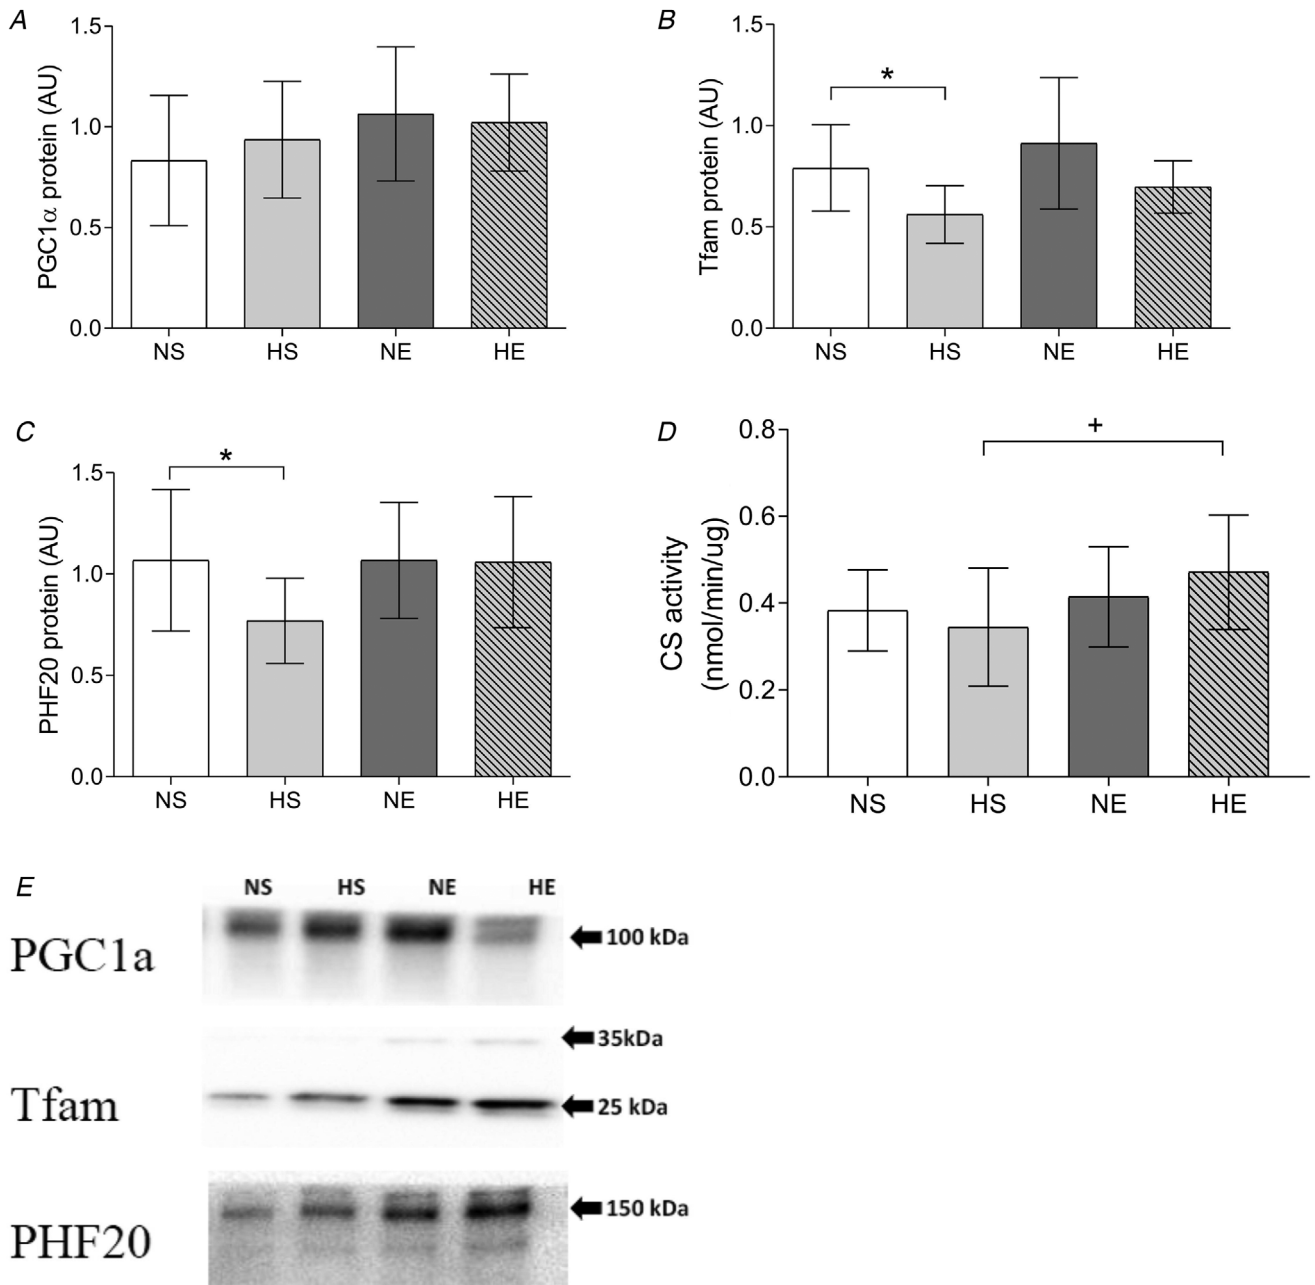 A
PGC1α protein (AU)
1.5
1.0
0.5
0.0
NS HS NE HE
B
Tfam protein (AU)
1.5
1.0
0.5
0.0
*
NS HS NE HE
C
PHF20 protein (AU)
1.5
1.0
0.5
0.0
*
NS HS NE HE
D
CS activity
(nmol/min/ug)
0.8
0.6
0.4
0.2
0.0
+
NS HS NE HE
E
NS HS NE HE
PGC1a
100 kDa
35kDa
Tfam
25 kDa
PHF20
150 kDa